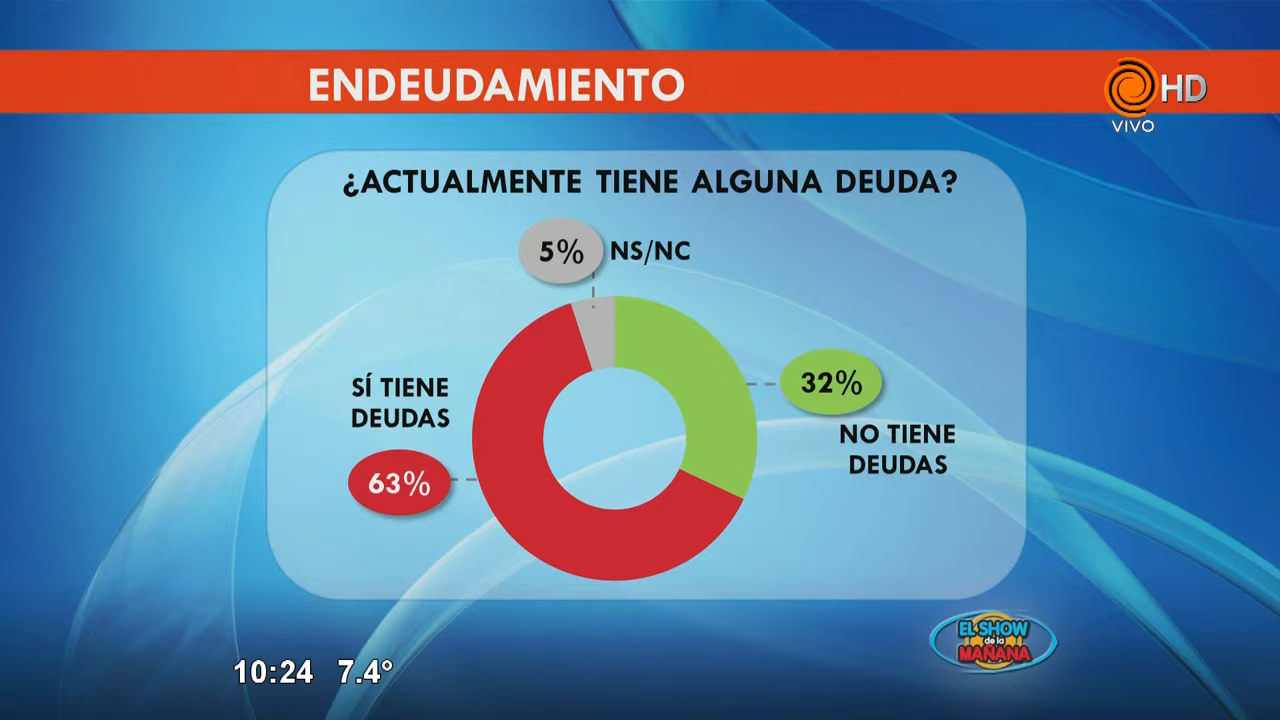 ENDEUDAMIENTO
HD
VIVO
¿ACTUALMENTE TIENE ALGUNA DEUDA?
5% NS/NC
SÍ TIENE
DEUDAS
63%
32%
NO TIENE
DEUDAS
EL SHOW
de la
MAÑANA
10:24 7.4°